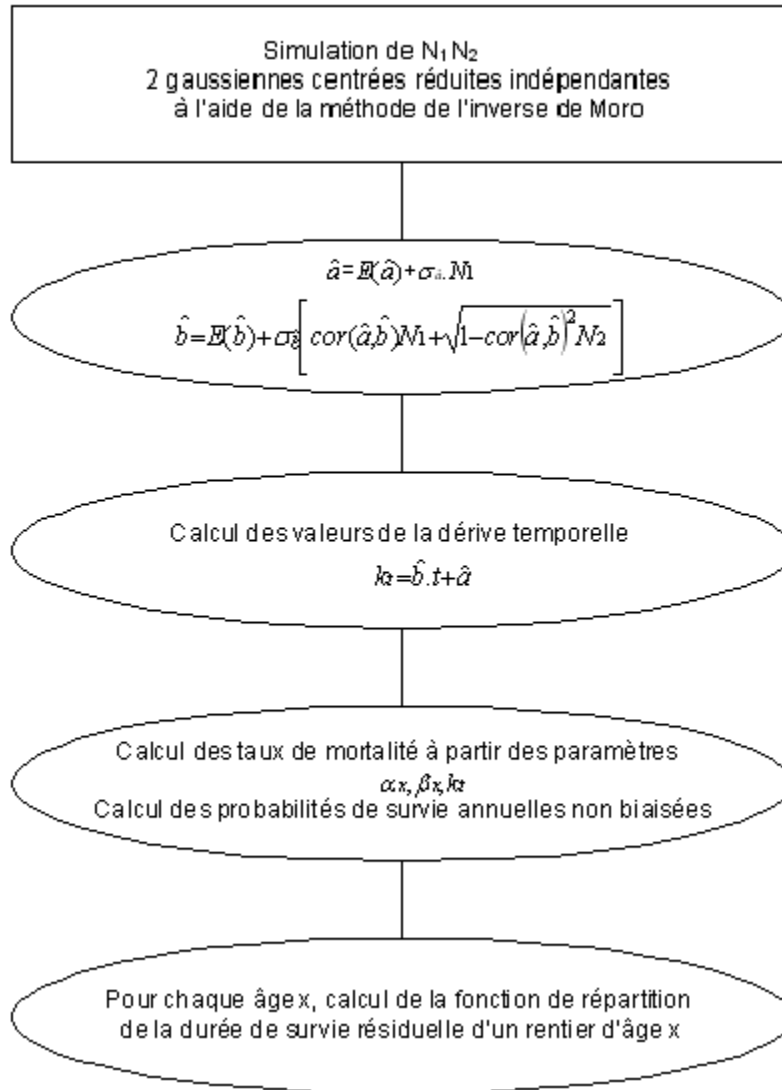 Simulation de N₁ N₂
2 gaussiennes centrées réduites indépendantes
à l'aide de la méthode de l'inverse de Moro
â=E(â)+σâ.N1
b̂=E(b̂)+σb̂[cor(â,b̂)N1+√1-cor(â,b̂)²N2]
Calcul des valeurs de la dérive temporelle
kt=b̂.t+â
Calcul des taux de mortalité à partir des paramètres
αx, βx, kt
Calcul des probabilités de survie annuelles non biaisées
Pour chaque âge x, calcul de la fonction de répartition
de la durée de survie résiduelle d'un rentier d'âge x